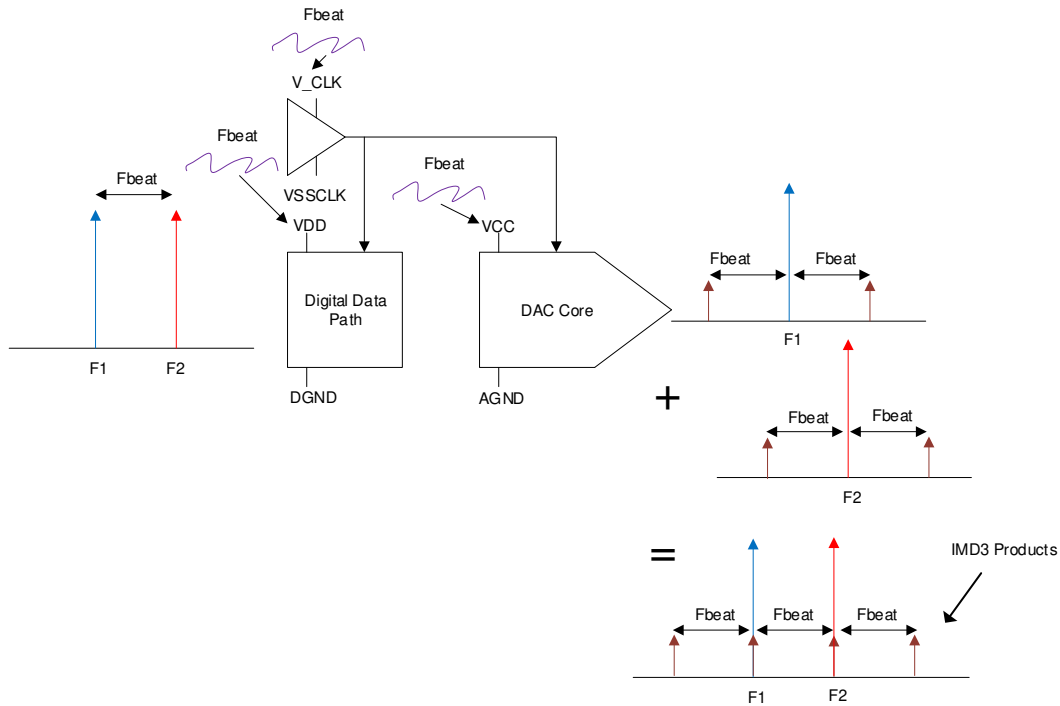 Fbeat
V_CLK
Fbeat
VSSCLK
Fbeat
Fbeat
VDD
VCC
Digital Data
Path
DAC Core
F1
F2
DGND
AGND
Fbeat
Fbeat
F1
+
Fbeat
Fbeat
F2
=
IMD3 Products
Fbeat
Fbeat
Fbeat
F1
F2